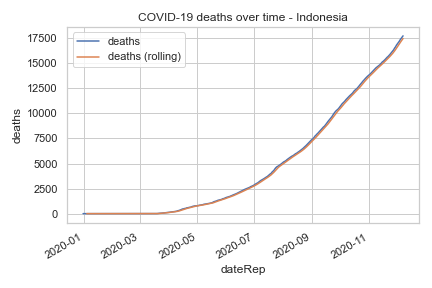 COVID-19 deaths over time - Indonesia
deaths
deaths (rolling)
17500
15000
12500
10000
7500
5000
2500
0
deaths
2020-01
2020-03
2020-05
2020-07
2020-09
2020-11
dateRep